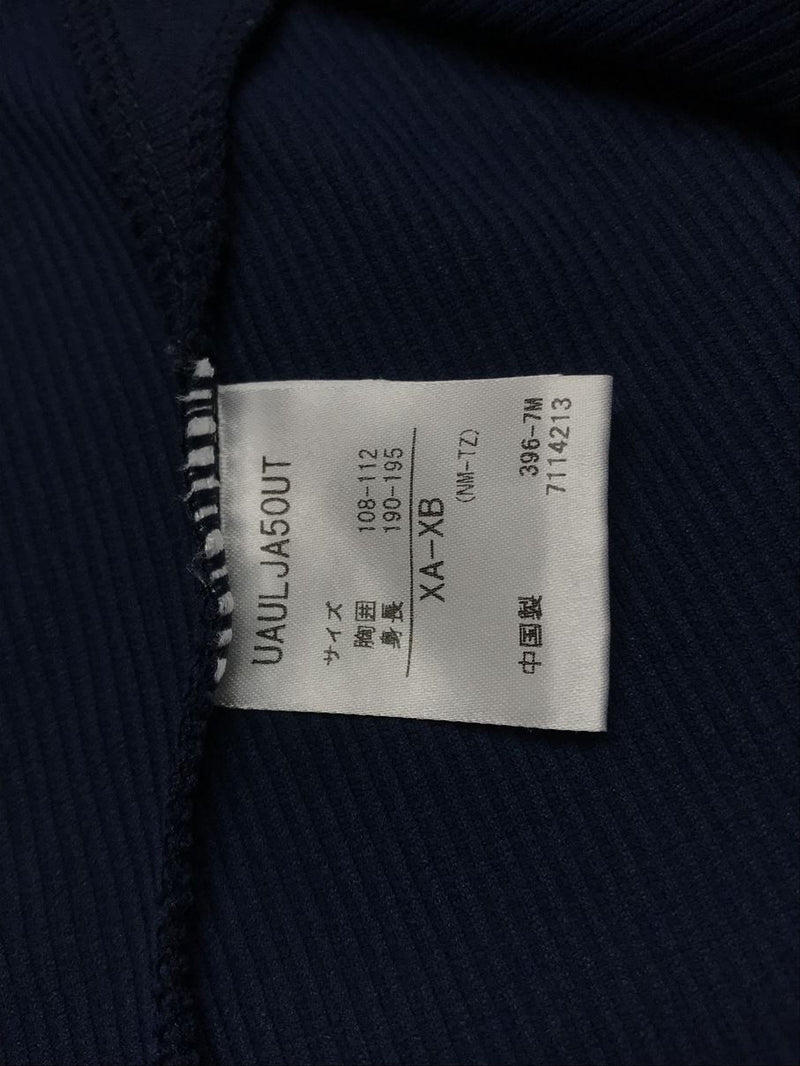 UAULJA50UT
サイズ
胸囲 108-112
身長 190-195
XA-XB
(NM-TZ)
中国製 396-7M
7114213